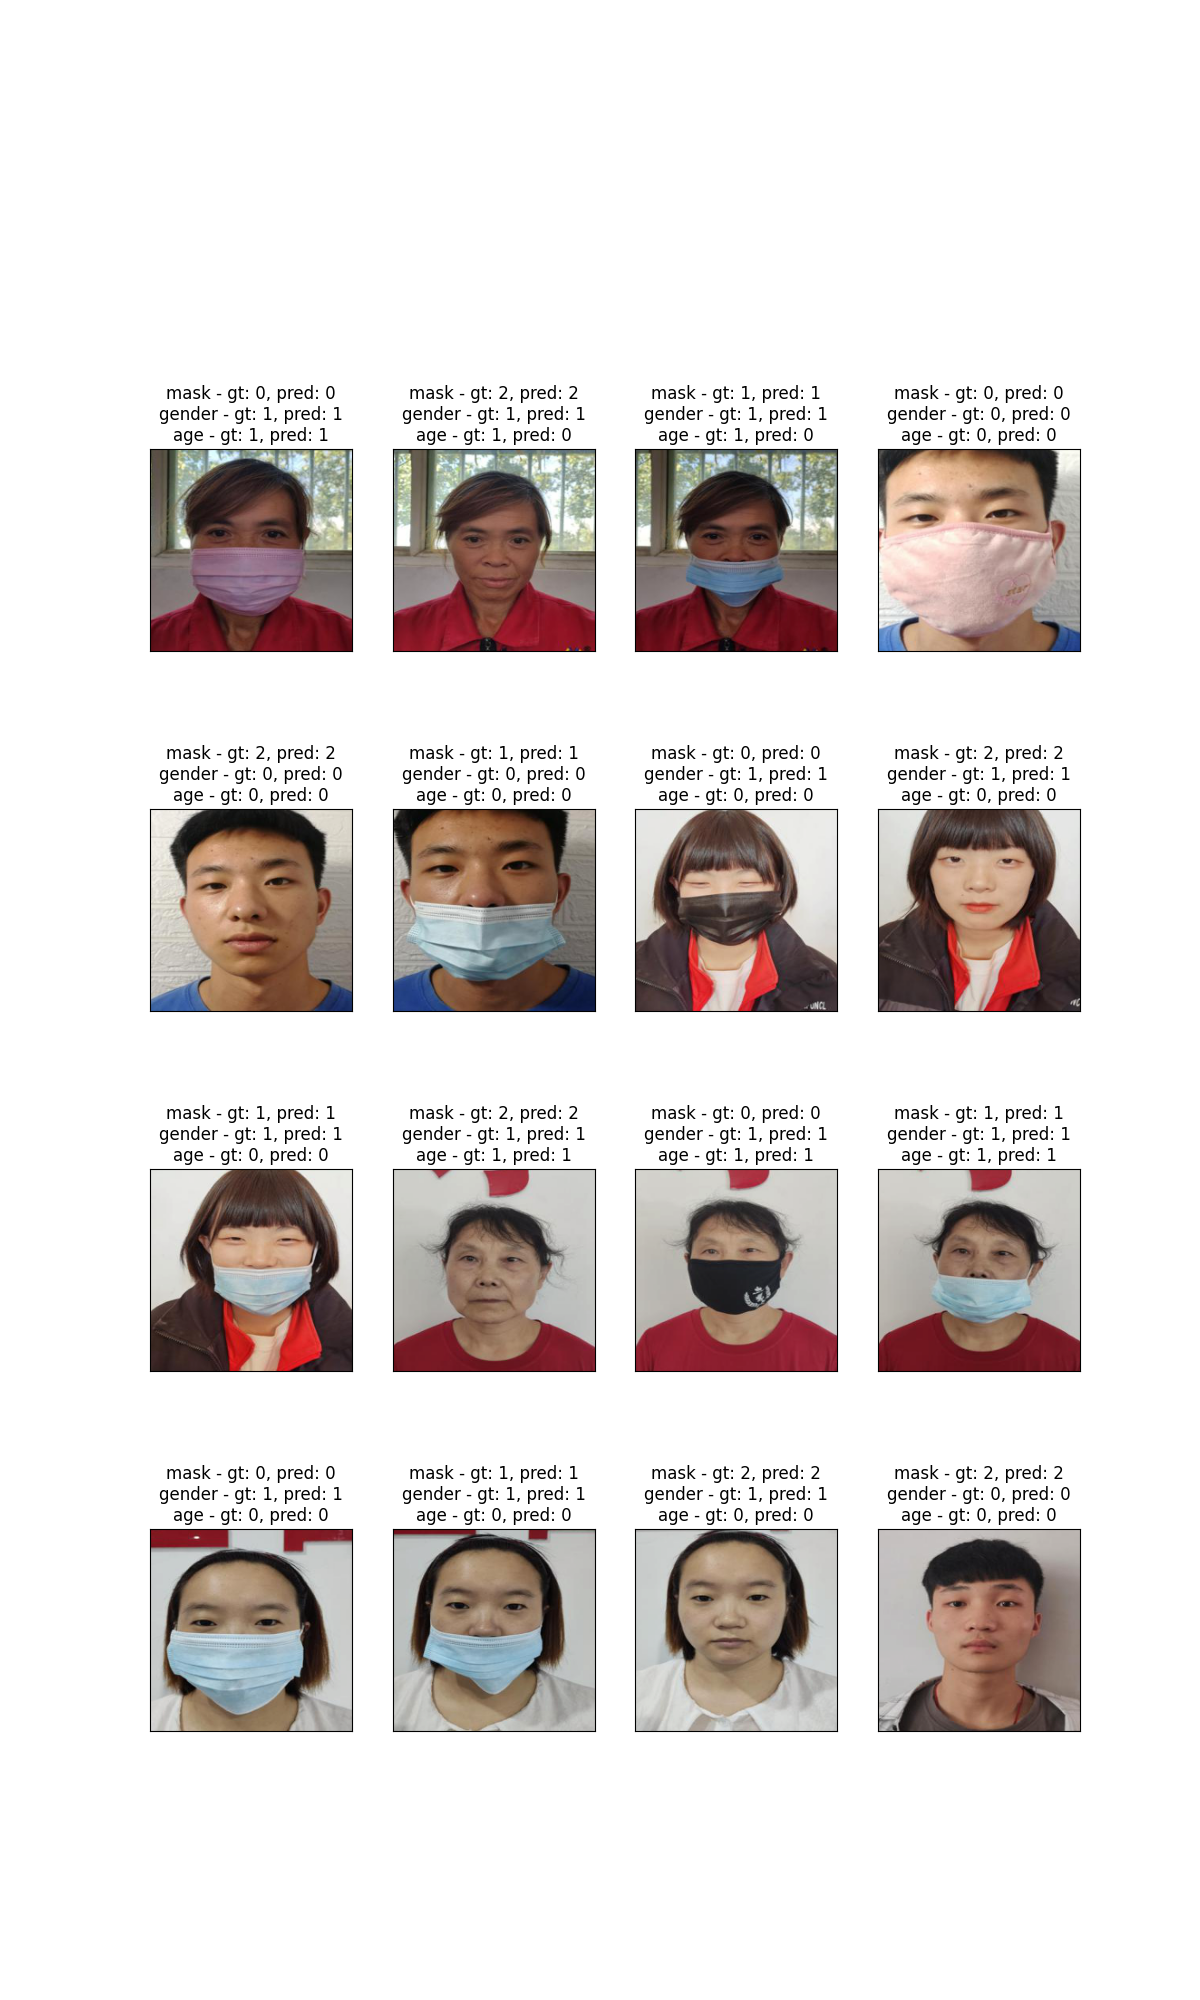 mask - gt: 0, pred: 0
gender - gt: 1, pred: 1
age - gt: 1, pred: 1
mask - gt: 2, pred: 2
gender - gt: 1, pred: 1
age - gt: 1, pred: 0
mask - gt: 1, pred: 1
gender - gt: 1, pred: 1
age - gt: 1, pred: 0
mask - gt: 0, pred: 0
gender - gt: 0, pred: 0
age - gt: 0, pred: 0
star
mask - gt: 2, pred: 2
gender - gt: 0, pred: 0
age - gt: 0, pred: 0
mask - gt: 1, pred: 1
gender - gt: 0, pred: 0
age - gt: 0, pred: 0
mask - gt: 0, pred: 0
gender - gt: 1, pred: 1
age - gt: 0, pred: 0
mask - gt: 2, pred: 2
gender - gt: 1, pred: 1
age - gt: 0, pred: 0
mask - gt: 1, pred: 1
gender - gt: 1, pred: 1
age - gt: 0, pred: 0
mask - gt: 2, pred: 2
gender - gt: 1, pred: 1
age - gt: 1, pred: 1
mask - gt: 0, pred: 0
gender - gt: 1, pred: 1
age - gt: 1, pred: 1
mask - gt: 1, pred: 1
gender - gt: 1, pred: 1
age - gt: 1, pred: 1
mask - gt: 0, pred: 0
gender - gt: 1, pred: 1
age - gt: 0, pred: 0
mask - gt: 1, pred: 1
gender - gt: 1, pred: 1
age - gt: 0, pred: 0
mask - gt: 2, pred: 2
gender - gt: 1, pred: 1
age - gt: 0, pred: 0
mask - gt: 2, pred: 2
gender - gt: 0, pred: 0
age - gt: 0, pred: 0